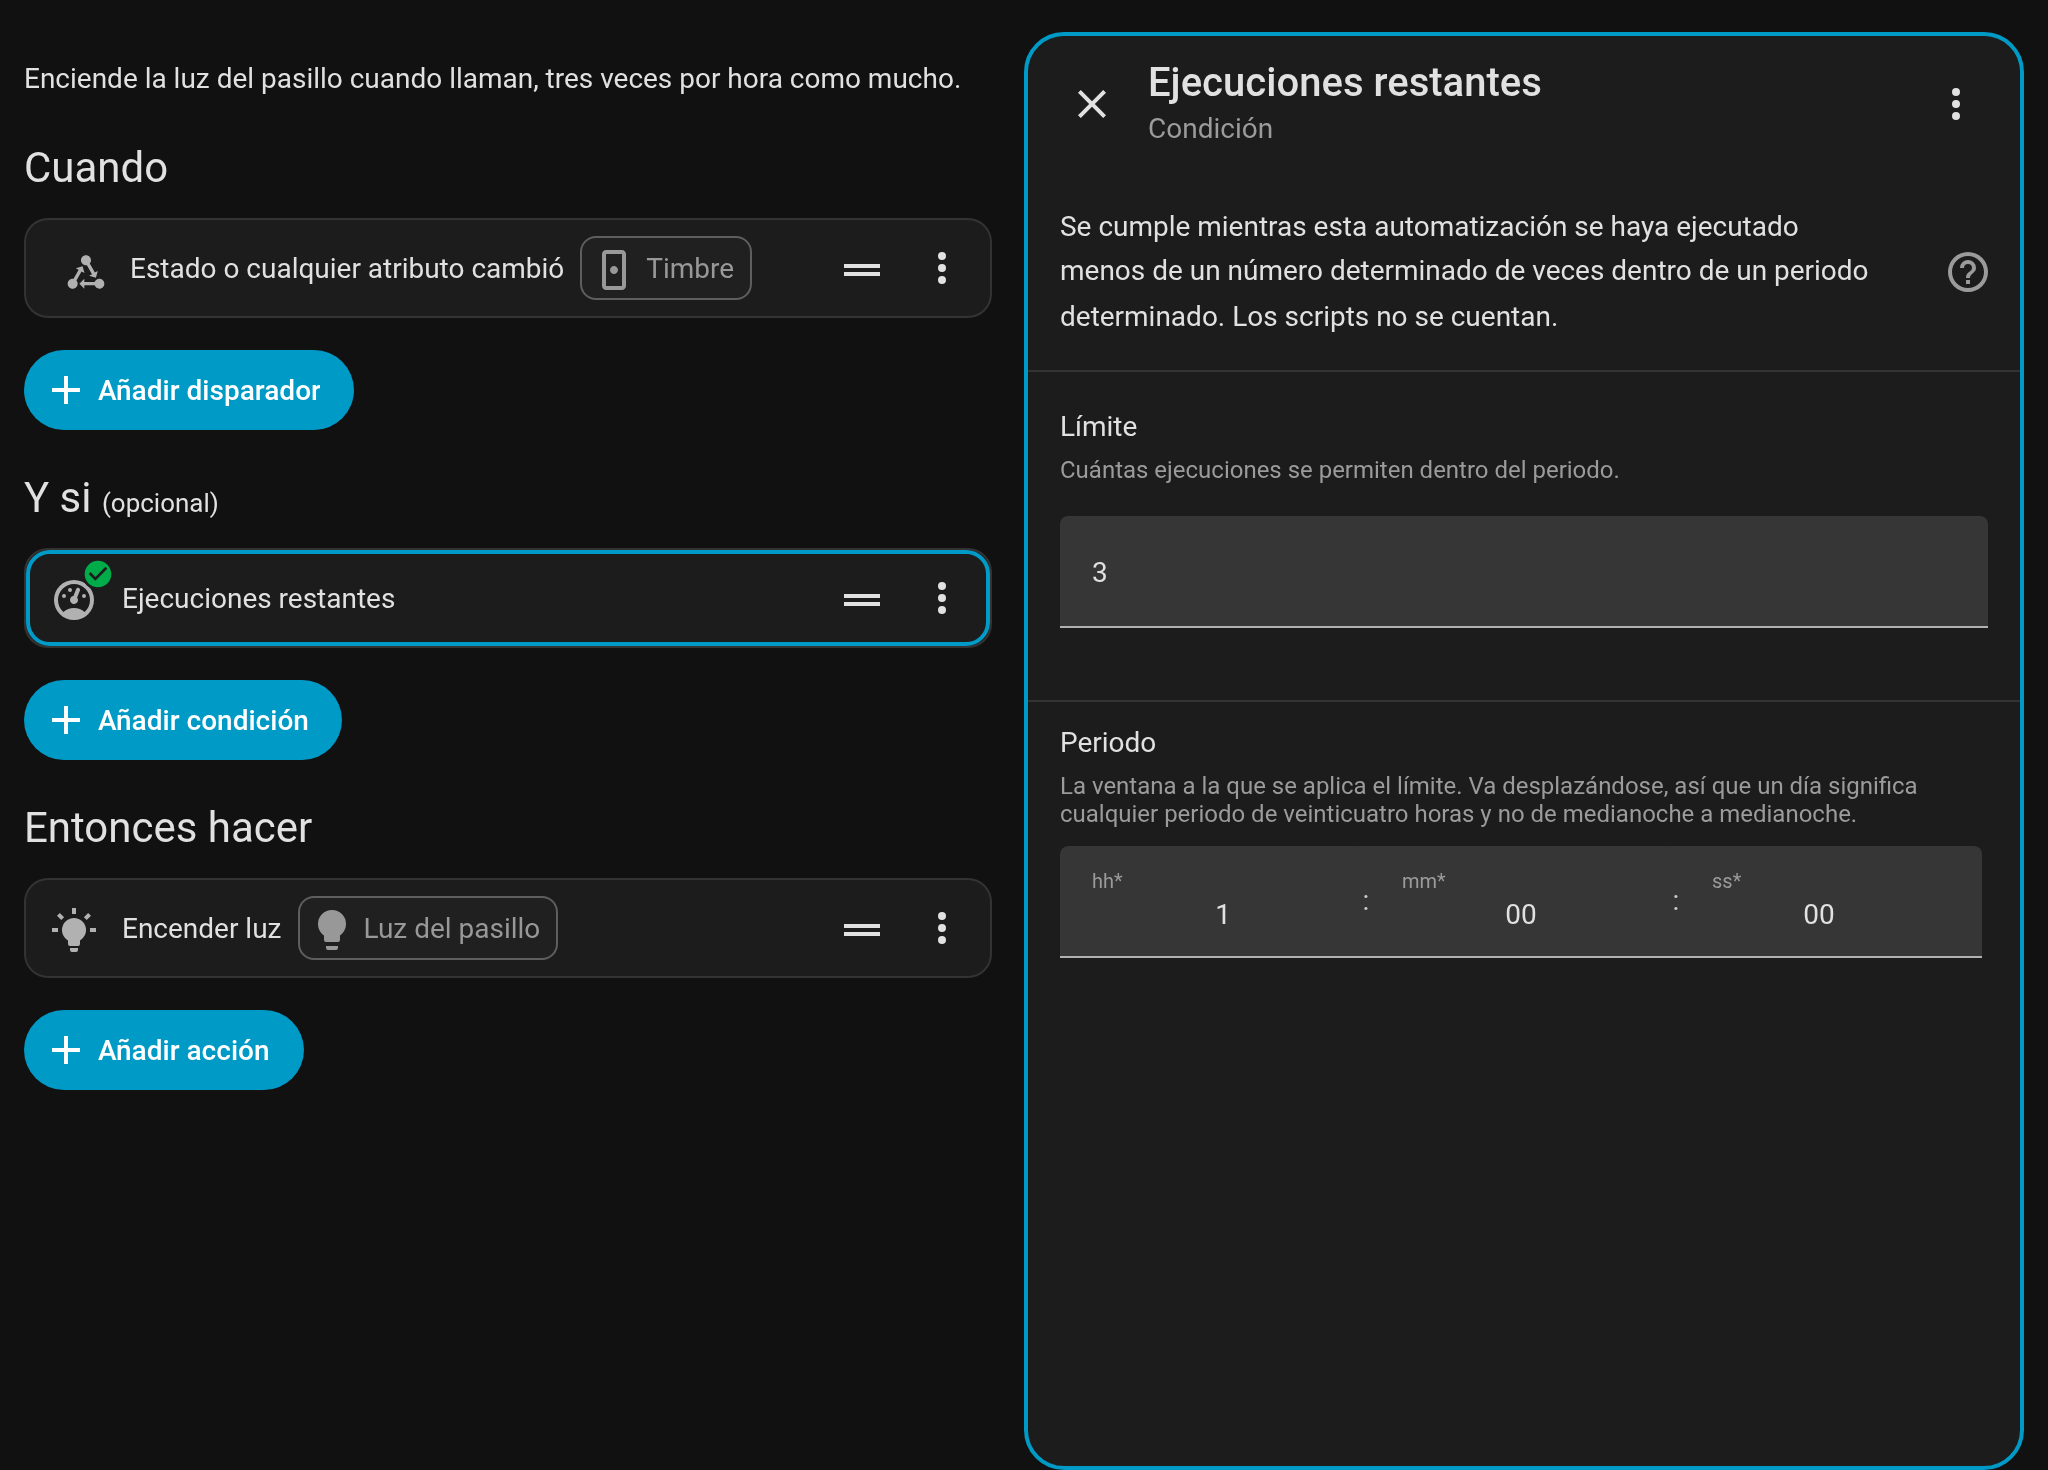 Enciende la luz del pasillo cuando llaman, tres veces por hora como mucho.
Cuando
Estado o cualquier atributo cambió Timbre
Añadir disparador
Y si (opcional)
Ejecuciones restantes
Añadir condición
Entonces hacer
Encender luz Luz del pasillo
Añadir acción
Ejecuciones restantes
Condición
Se cumple mientras esta automatización se haya ejecutado
menos de un número determinado de veces dentro de un periodo
determinado. Los scripts no se cuentan.
Límite
Cuántas ejecuciones se permiten dentro del periodo.
3
Periodo
La ventana a la que se aplica el límite. Va desplazándose, así que un día significa
cualquier periodo de veinticuatro horas y no de medianoche a medianoche.
hh* mm* ss*
1 : 00 : 00